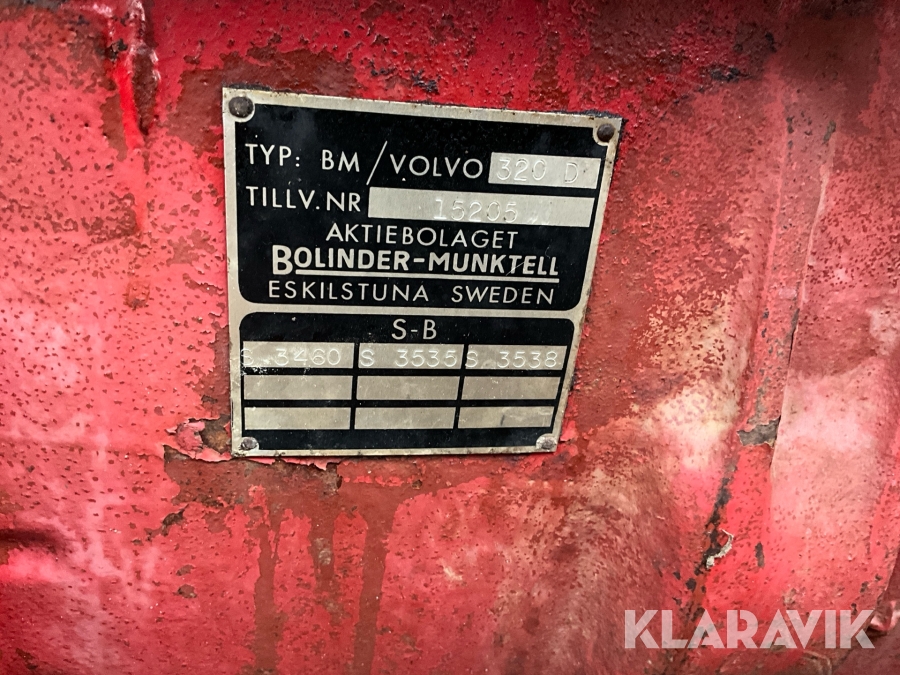 TYP: BM/VOLVO 320 D
TILLV. NR 15205
AKTIEBOLAGET
BOLINDER-MUNKTELL
ESKILSTUNA SWEDEN
S-B
S 3460 S 3535 S 3538
KLARAVIK